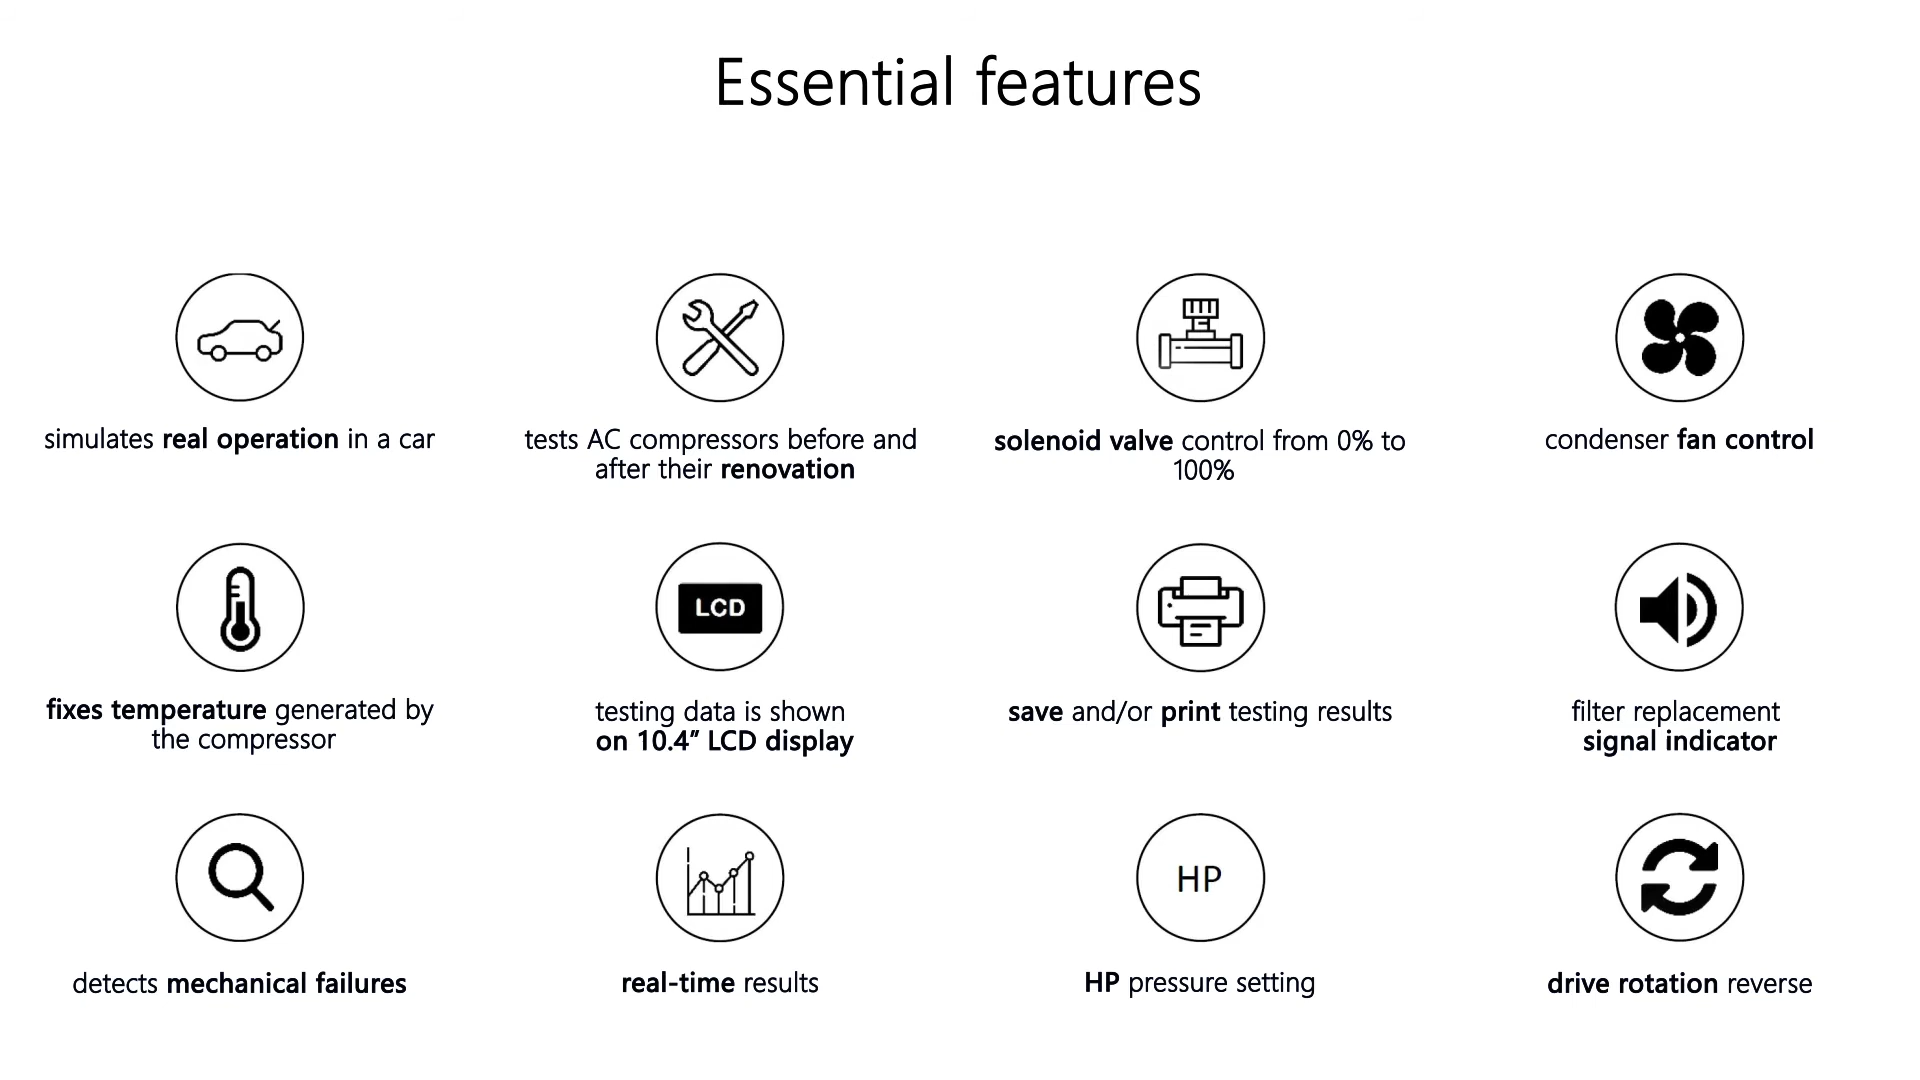 Essential features
simulates real operation in a car
tests AC compressors before and
after their renovation
solenoid valve control from 0% to
100%
condenser fan control
fixes temperature generated by
the compressor
LCD
testing data is shown
on 10.4” LCD display
save and/or print testing results
filter replacement
signal indicator
detects mechanical failures
real-time results
HP
HP pressure setting
drive rotation reverse